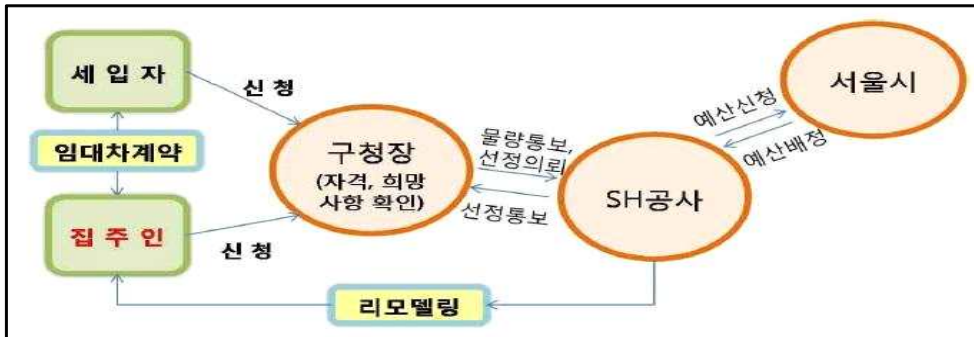 세 입 자
신 청
임대차계약
집 주 인
신 청
구청장
(자격, 희망
사항 확인)
물량통보,
선정의뢰
선정통보
SH공사
예산신청
예산배정
서울시
리모델링